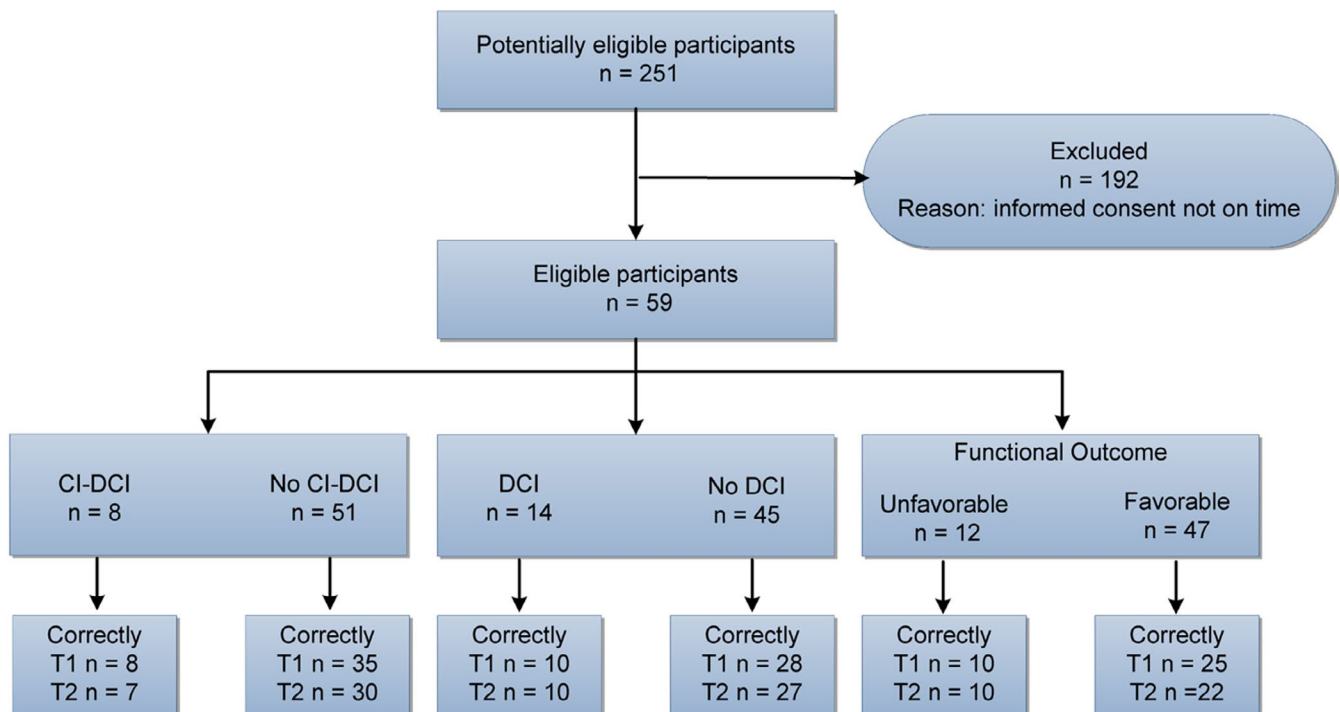 Potentially eligible participants
n = 251
Excluded
n = 192
Reason: informed consent not on time
Eligible participants
n = 59
CI-DCI
n = 8
No CI-DCI
n = 51
DCI
n = 14
No DCI
n = 45
Functional Outcome
Unfavorable
n = 12
Favorable
n = 47
Correctly
T1 n = 8
T2 n = 7
Correctly
T1 n = 35
T2 n = 30
Correctly
T1 n = 10
T2 n = 10
Correctly
T1 n = 28
T2 n = 27
Correctly
T1 n = 10
T2 n = 10
Correctly
T1 n = 25
T2 n =22